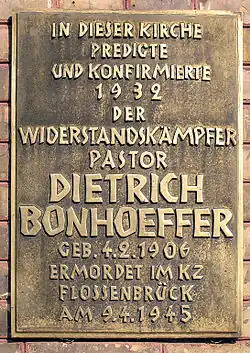 IN DIESER KIRCHE
PREDIGTE
UND KONFIRMIERTE
1932
DER
WIDERSTANDSKÄMPFER
PASTOR
DIETRICH
BONHOEFFER
GEB. 4.2.1906
ERMORDET IM KZ
FLOSSENBRÜCK
AM 9.4.1945